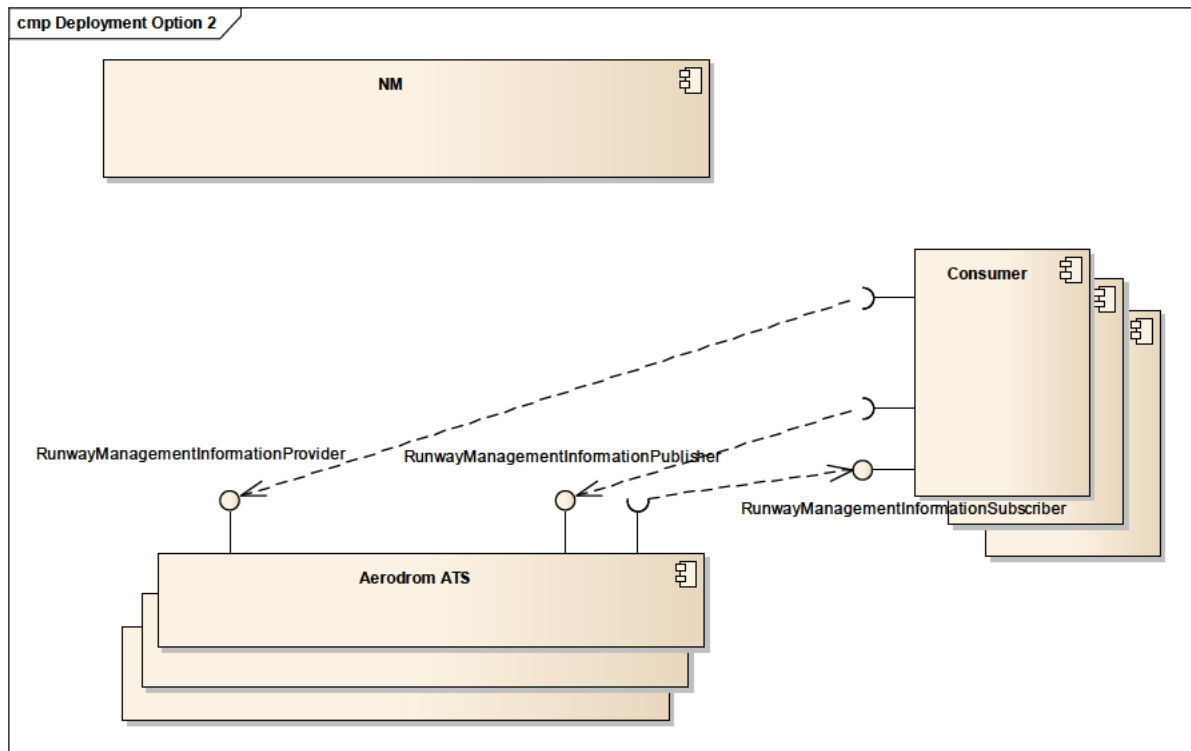 cmp Deployment Option 2
NM
Consumer
RunwayManagementInformationProvider
RunwayManagementInformationPublisher
RunwayManagementInformationSubscriber
Aerodrom ATS